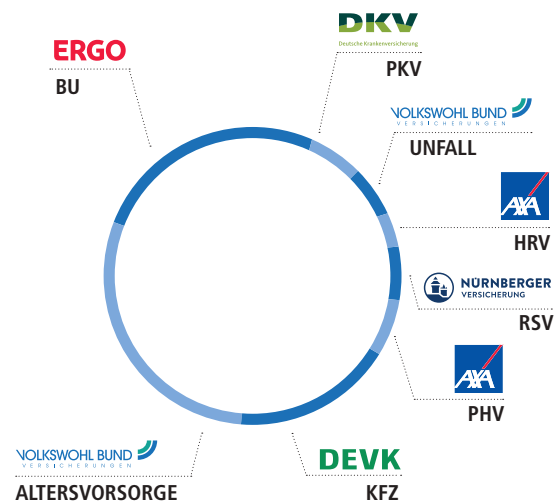 ERGO
BU
DKV
Deutsche Krankenversicherung
PKV
VOLKSWOHL BUND
VERSICHERUNGEN
UNFALL
AXA
HRV
NÜRNBERGER
VERSICHERUNG
RSV
AXA
PHV
DEVK
KFZ
VOLKSWOHL BUND
VERSICHERUNGEN
ALTERSVORSORGE